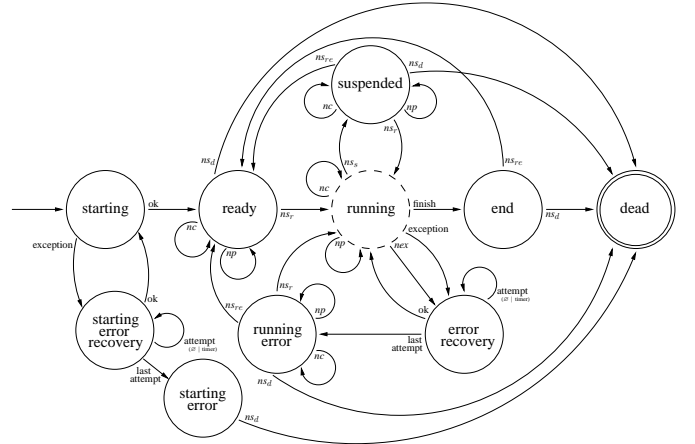 ns_re
ns_d
suspended
nc
np
ns_r
ns_d
ns_s
ns_re
nc
starting
ok
ready
ns_r
running
finish
end
ns_d
dead
nc
np
np
exception
nex
exception
ns_re
ns_r
ok
attempt
(∅ | timer)
ok
starting
error
recovery
attempt
(∅ | timer)
running
error
np
nc
last
attempt
error
recovery
last
attempt
starting
error
ns_d
ns_d